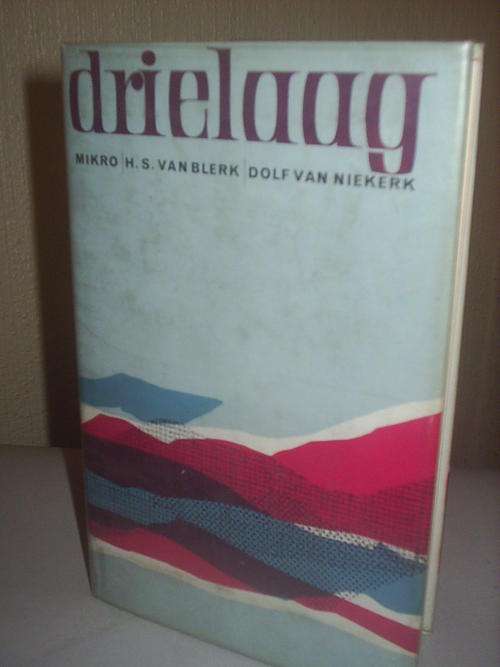 drielaag
MIKRO | H. S. VAN BLERK | DOLF VAN NIEKERK